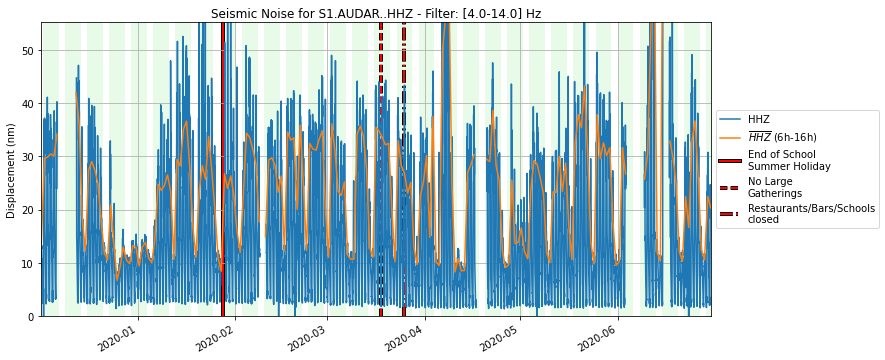 Seismic Noise for S1.AUDAR..HHZ - Filter: [4.0-14.0] Hz
Displacement (nm)
50
40
30
20
10
0
2020-01
2020-02
2020-03
2020-04
2020-05
2020-06
HHZ
HHZ (6h-16h)
End of School
Summer Holiday
No Large
Gatherings
Restaurants/Bars/Schools
closed